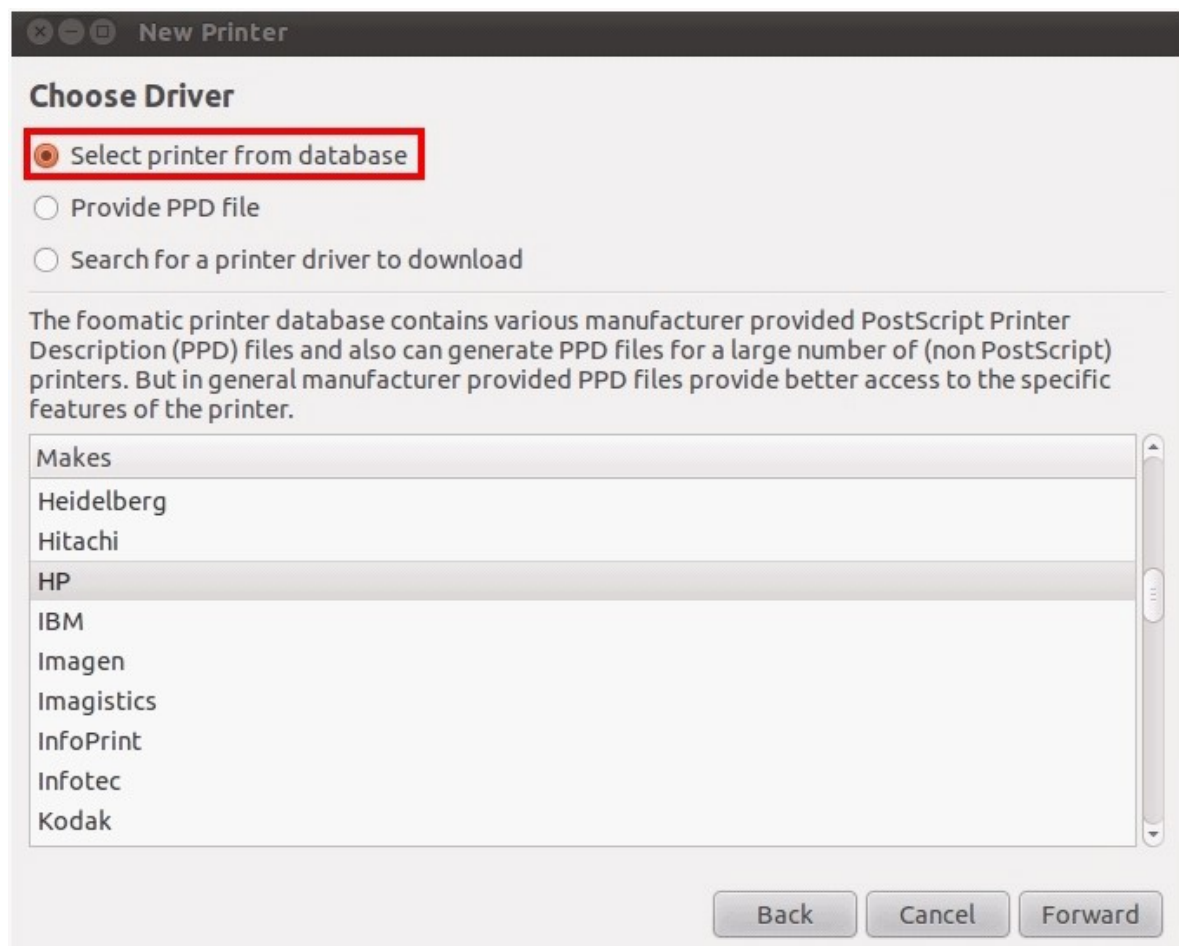 New Printer
Choose Driver
Select printer from database
Provide PPD file
Search for a printer driver to download
The foomatic printer database contains various manufacturer provided PostScript Printer
Description (PPD) files and also can generate PPD files for a large number of (non PostScript)
printers. But in general manufacturer provided PPD files provide better access to the specific
features of the printer.
Makes
Heidelberg
Hitachi
HP
IBM
Imagen
Imagistics
InfoPrint
Infotec
Kodak
Back Cancel Forward